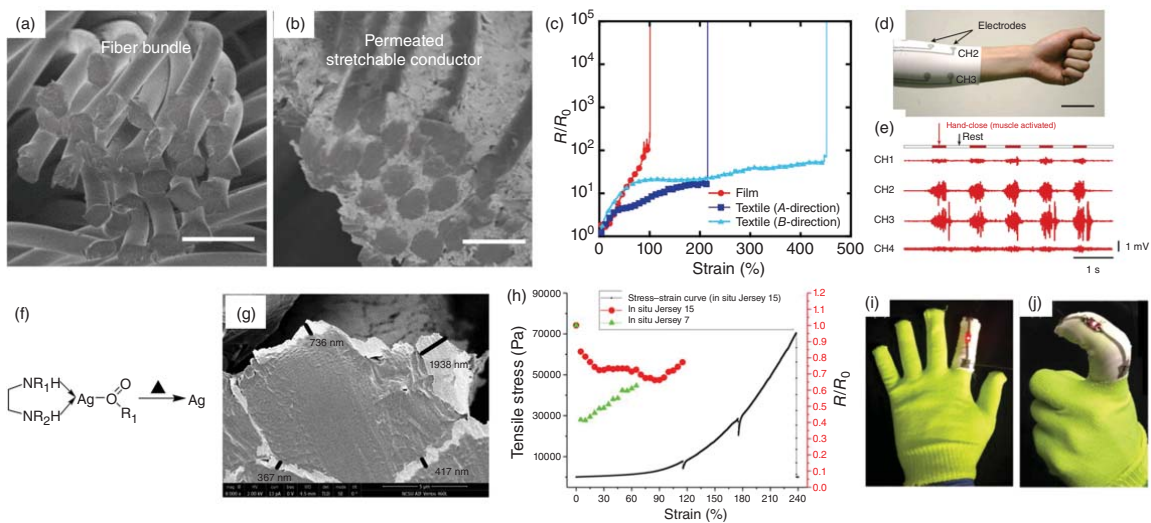 (a)
Fiber bundle
(b)
Permeated
stretchable conductor
(c)
R/R0
10^5
10^4
10^3
10^2
10^1
10^0
Film
Textile (A-direction)
Textile (B-direction)
0 100 200 300 400 500
Strain (%)
(d)
Electrodes
CH2
CH3
(e)
Hand-close (muscle activated)
Rest
CH1
CH2
CH3
CH4
1 mV
1 s
(f)
NR1H
NR2H
Ag
O
O
R1
Ag
(g)
736 nm
1938 nm
367 nm
417 nm
5 µm
(h)
Tensile stress (Pa)
90000
70000
50000
30000
10000
Stress–strain curve (in situ Jersey 15)
In situ Jersey 15
In situ Jersey 7
1.2
1.1
1.0
0.9
0.8
0.7
0.6
0.5
0.4
0.3
0.2
0.1
0.0
R/R0
0 30 60 90 120 150 180 210 240
Strain (%)
(i)
(j)